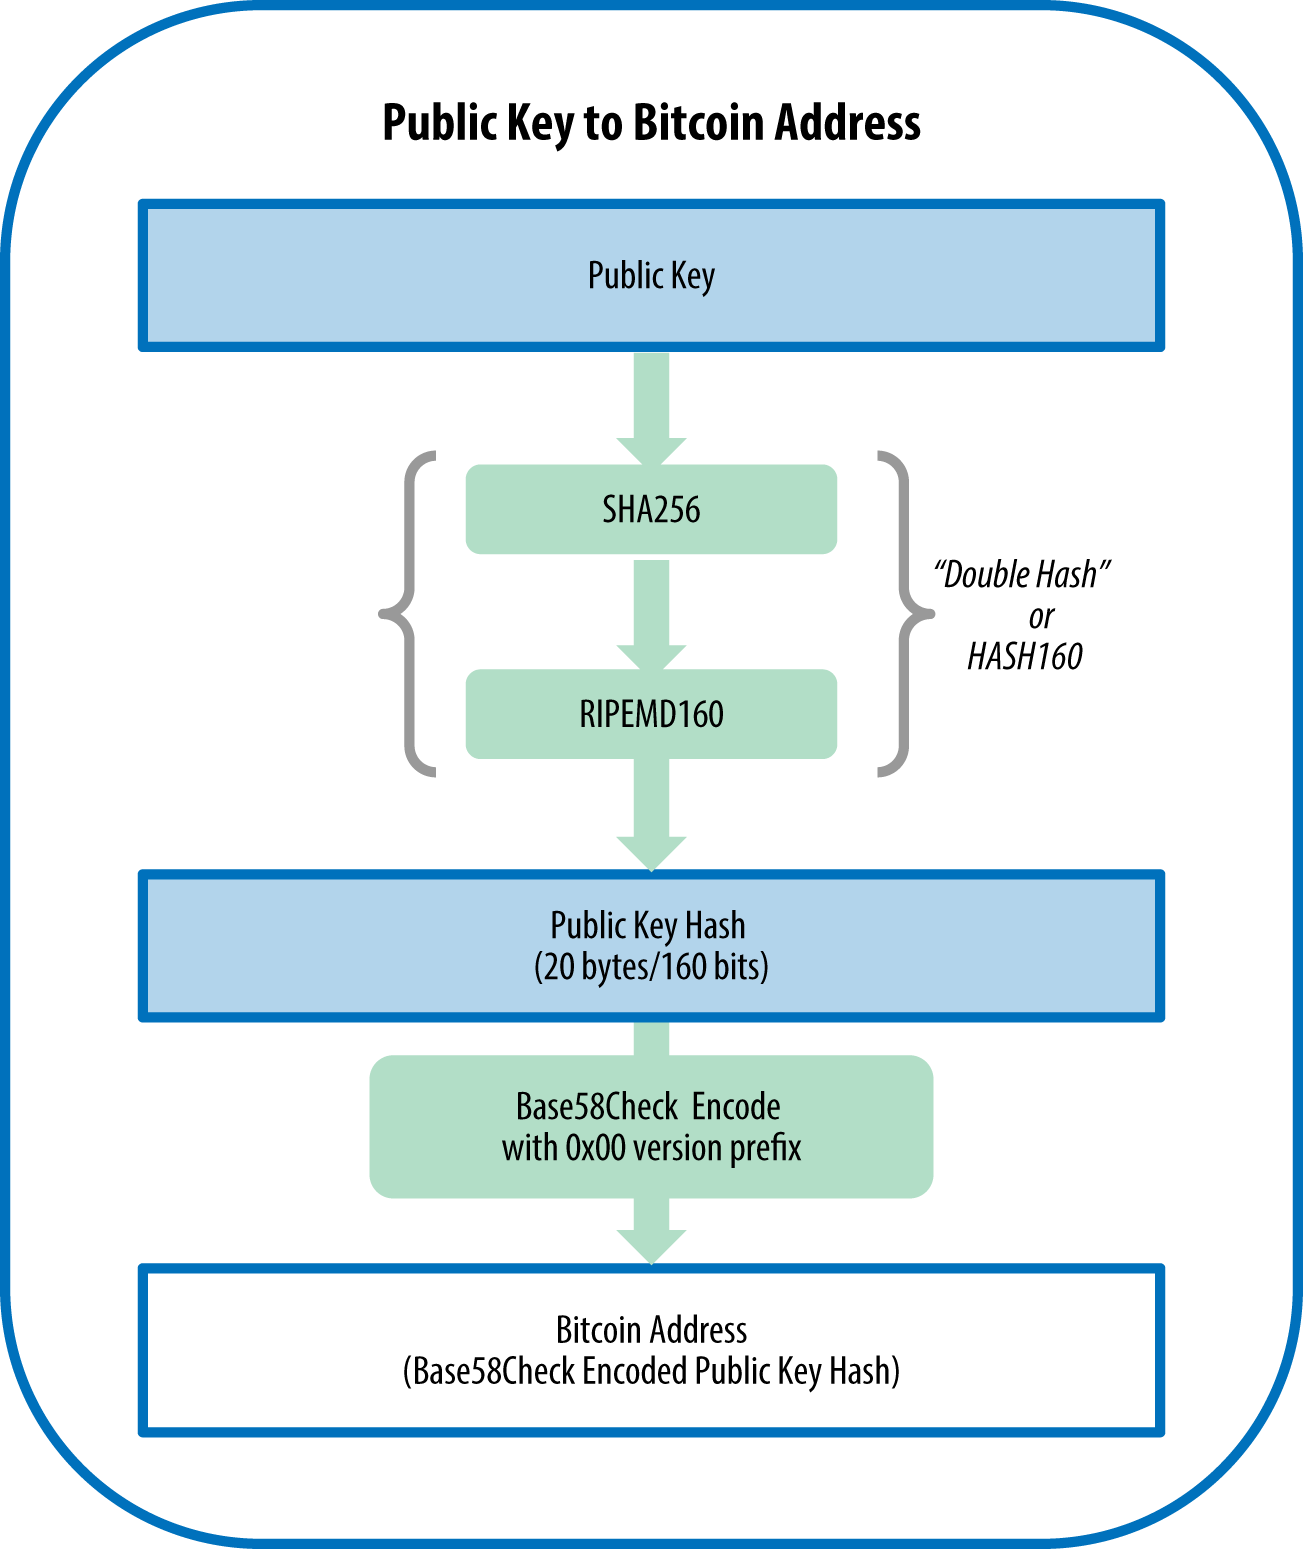 Public Key to Bitcoin Address
Public Key
SHA256
“Double Hash”
or
HASH160
RIPEMD160
Public Key Hash
(20 bytes/160 bits)
Base58Check Encode
with 0x00 version prefix
Bitcoin Address
(Base58Check Encoded Public Key Hash)